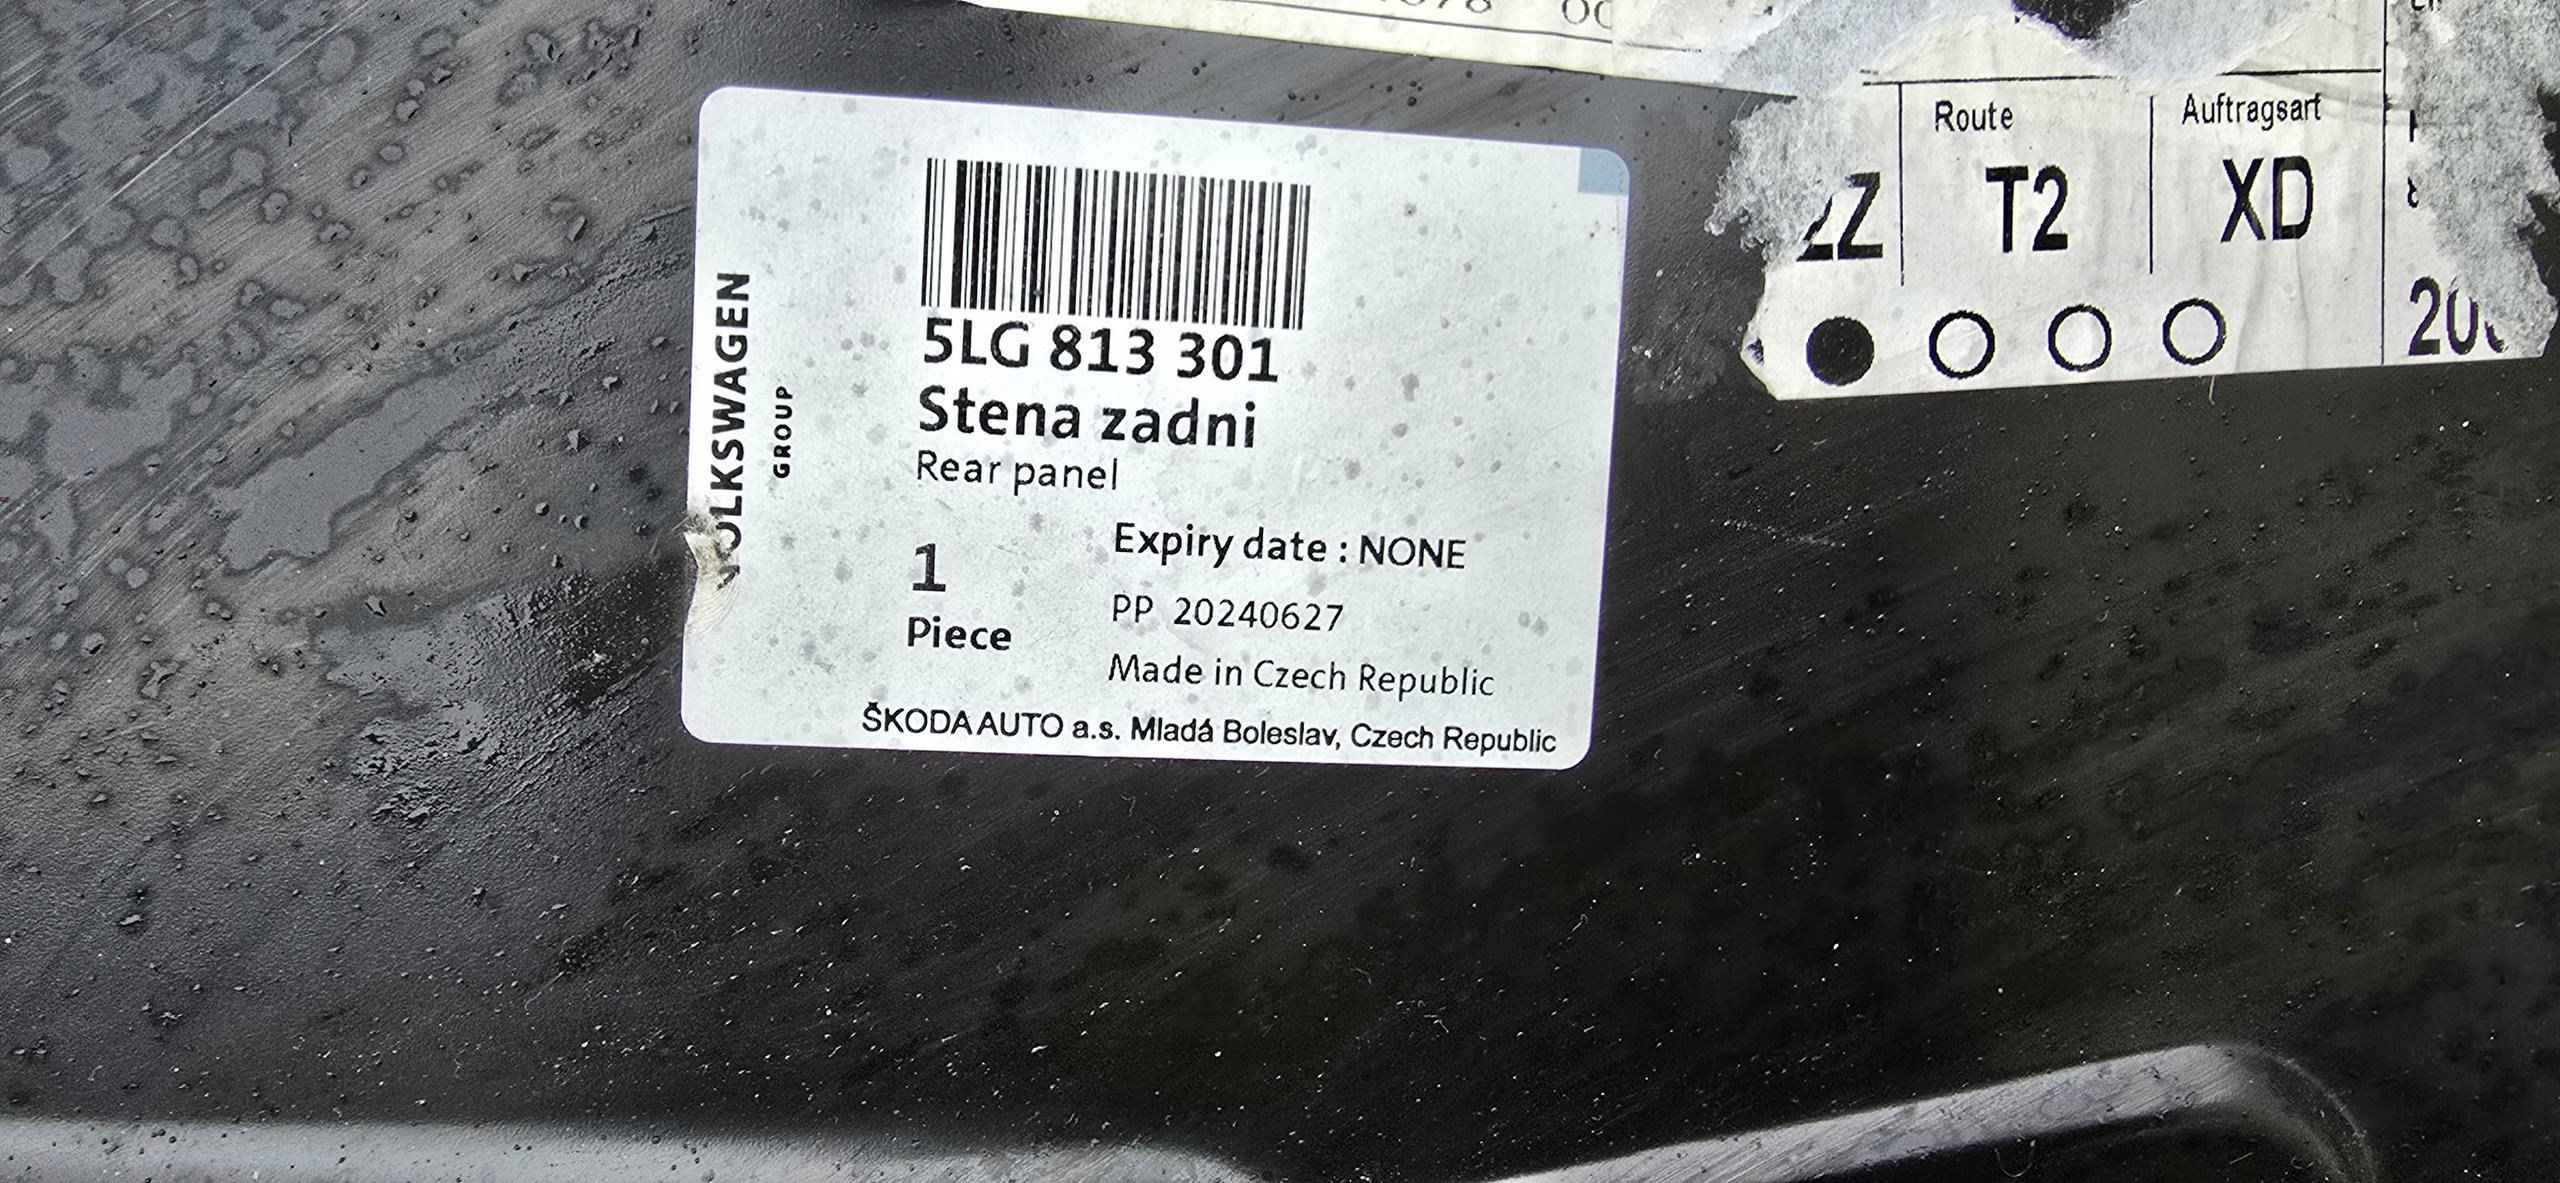 VOLKSWAGEN
GROUP
5LG 813 301
Stena zadni
Rear panel
1
Piece
Expiry date : NONE
PP 20240627
Made in Czech Republic
ŠKODA AUTO a.s. Mladá Boleslav, Czech Republic
Route
T2
Auftragsart
XD